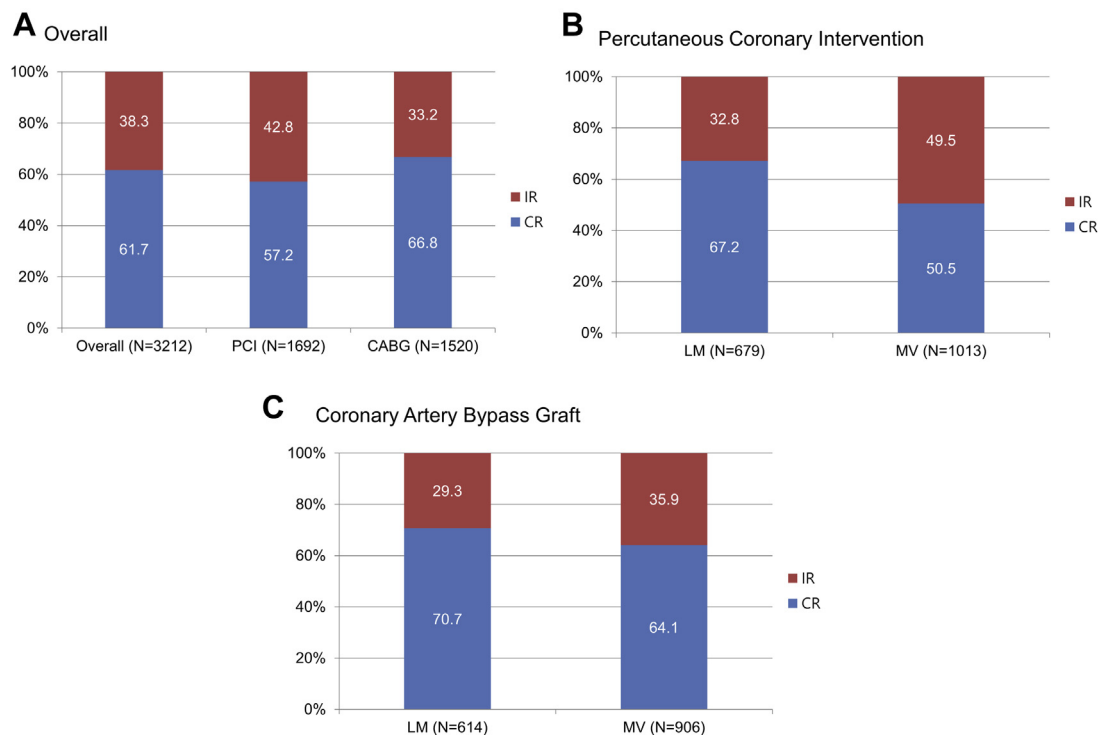 A Overall
100%
80%
60%
40%
20%
0%
38.3
42.8
33.2
61.7
57.2
66.8
IR
CR
Overall (N=3212) PCI (N=1692) CABG (N=1520)
B Percutaneous Coronary Intervention
100%
80%
60%
40%
20%
0%
32.8
49.5
67.2
50.5
IR
CR
LM (N=679) MV (N=1013)
C Coronary Artery Bypass Graft
100%
80%
60%
40%
20%
0%
29.3
35.9
70.7
64.1
IR
CR
LM (N=614) MV (N=906)